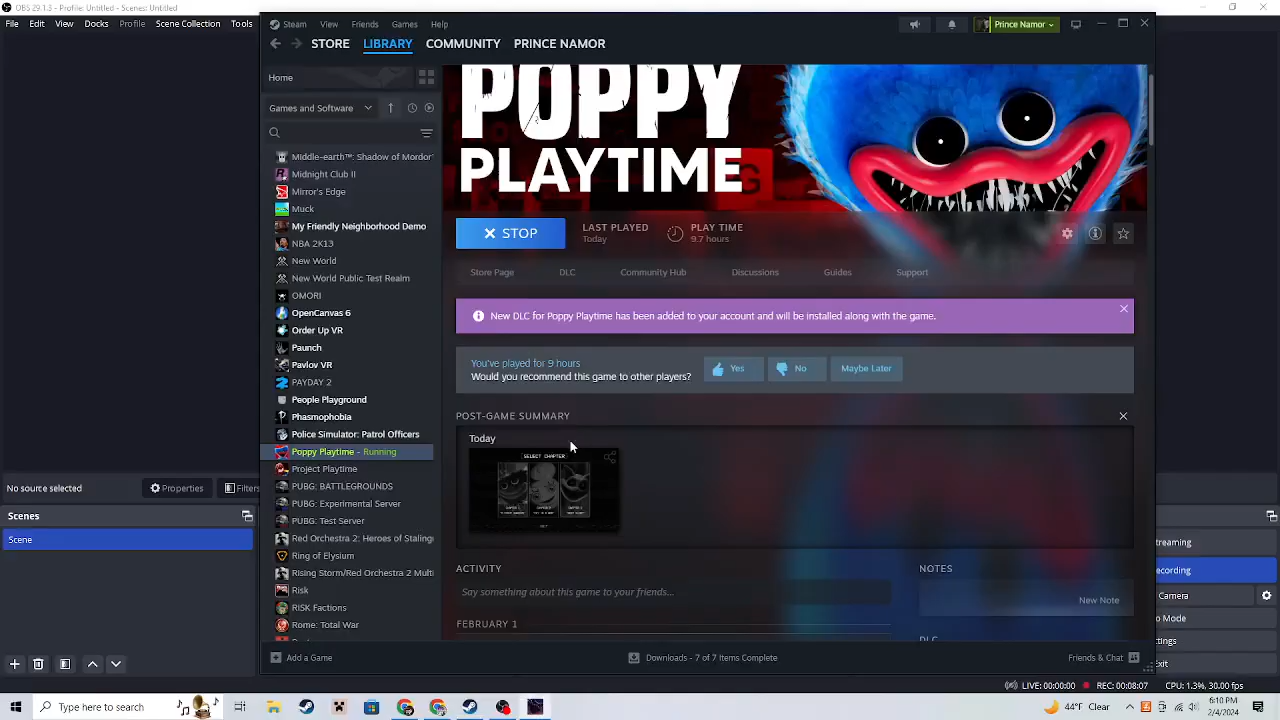 OBS 29.1.3 - Profile: Untitled - Scenes: Untitled
File
Docks
Profile
Scene Collection
Tools
Steam View Friends Games Help
Prince Namor
STORE LIBRARY COMMUNITY PRINCE NAMOR
Home
Games and Software
Middle-earth™: Shadow of Mordor
Midnight Club II
Mirror's Edge
Muck
My Friendly Neighborhood Demo
NBA 2K13
New World
New World Public Test Realm
OMORI
OpenCanvas 6
Order Up VR
Paunch
Pavlov VR
PAYDAY 2
People Playground
Phasmophobia
Police Simulator: Patrol Officers
Poppy Playtime - Running
Project Playtime
PUBG: BATTLEGROUNDS
PUBG: Experimental Server
PUBG: Test Server
Red Orchestra 2: Heroes of Stalingr
Ring of Elysium
Rising Storm/Red Orchestra 2 Multi
Risk
RISK Factions
Rome: Total War
POPPY
PLAYTIME
STOP
LAST PLAYED
Today
PLAY TIME
9.7 hours
Store Page DLC Community Hub Discussions Guides Support
New DLC for Poppy Playtime has been added to your account and will be installed along with the game.
You've played for 9 hours
Would you recommend this game to other players?
Yes No Maybe Later
POST-GAME SUMMARY
Today
SELECT CHAPTER
ACTIVITY
Say something about this game to your friends...
FEBRUARY 1
NOTES
New Note
DLC
Add a Game
Downloads - 7 of 7 Items Complete
Friends & Chat
No source selected
Properties
Filters
Scenes
Scene
treaming
ecording
Camera
o Mode
tings
xit
LIVE: 00:00:00
REC: 00:08:07
Type here to search
44°F Clear
6:10 PM
2/4/2024